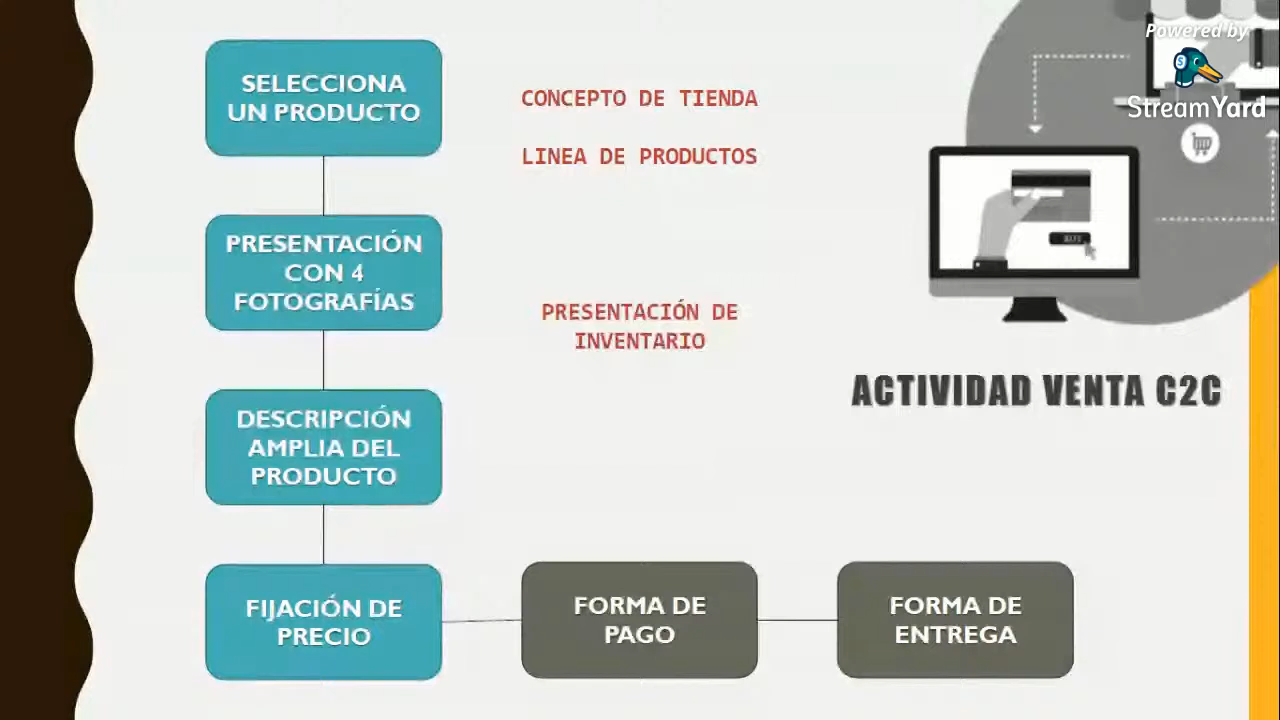 SELECCIONA
UN PRODUCTO
CONCEPTO DE TIENDA
LINEA DE PRODUCTOS
PRESENTACIÓN
CON 4
FOTOGRAFÍAS
PRESENTACIÓN DE
INVENTARIO
DESCRIPCIÓN
AMPLIA DEL
PRODUCTO
FIJACIÓN DE
PRECIO
FORMA DE
PAGO
FORMA DE
ENTREGA
Powered by
StreamYard
ACTIVIDAD VENTA C2C